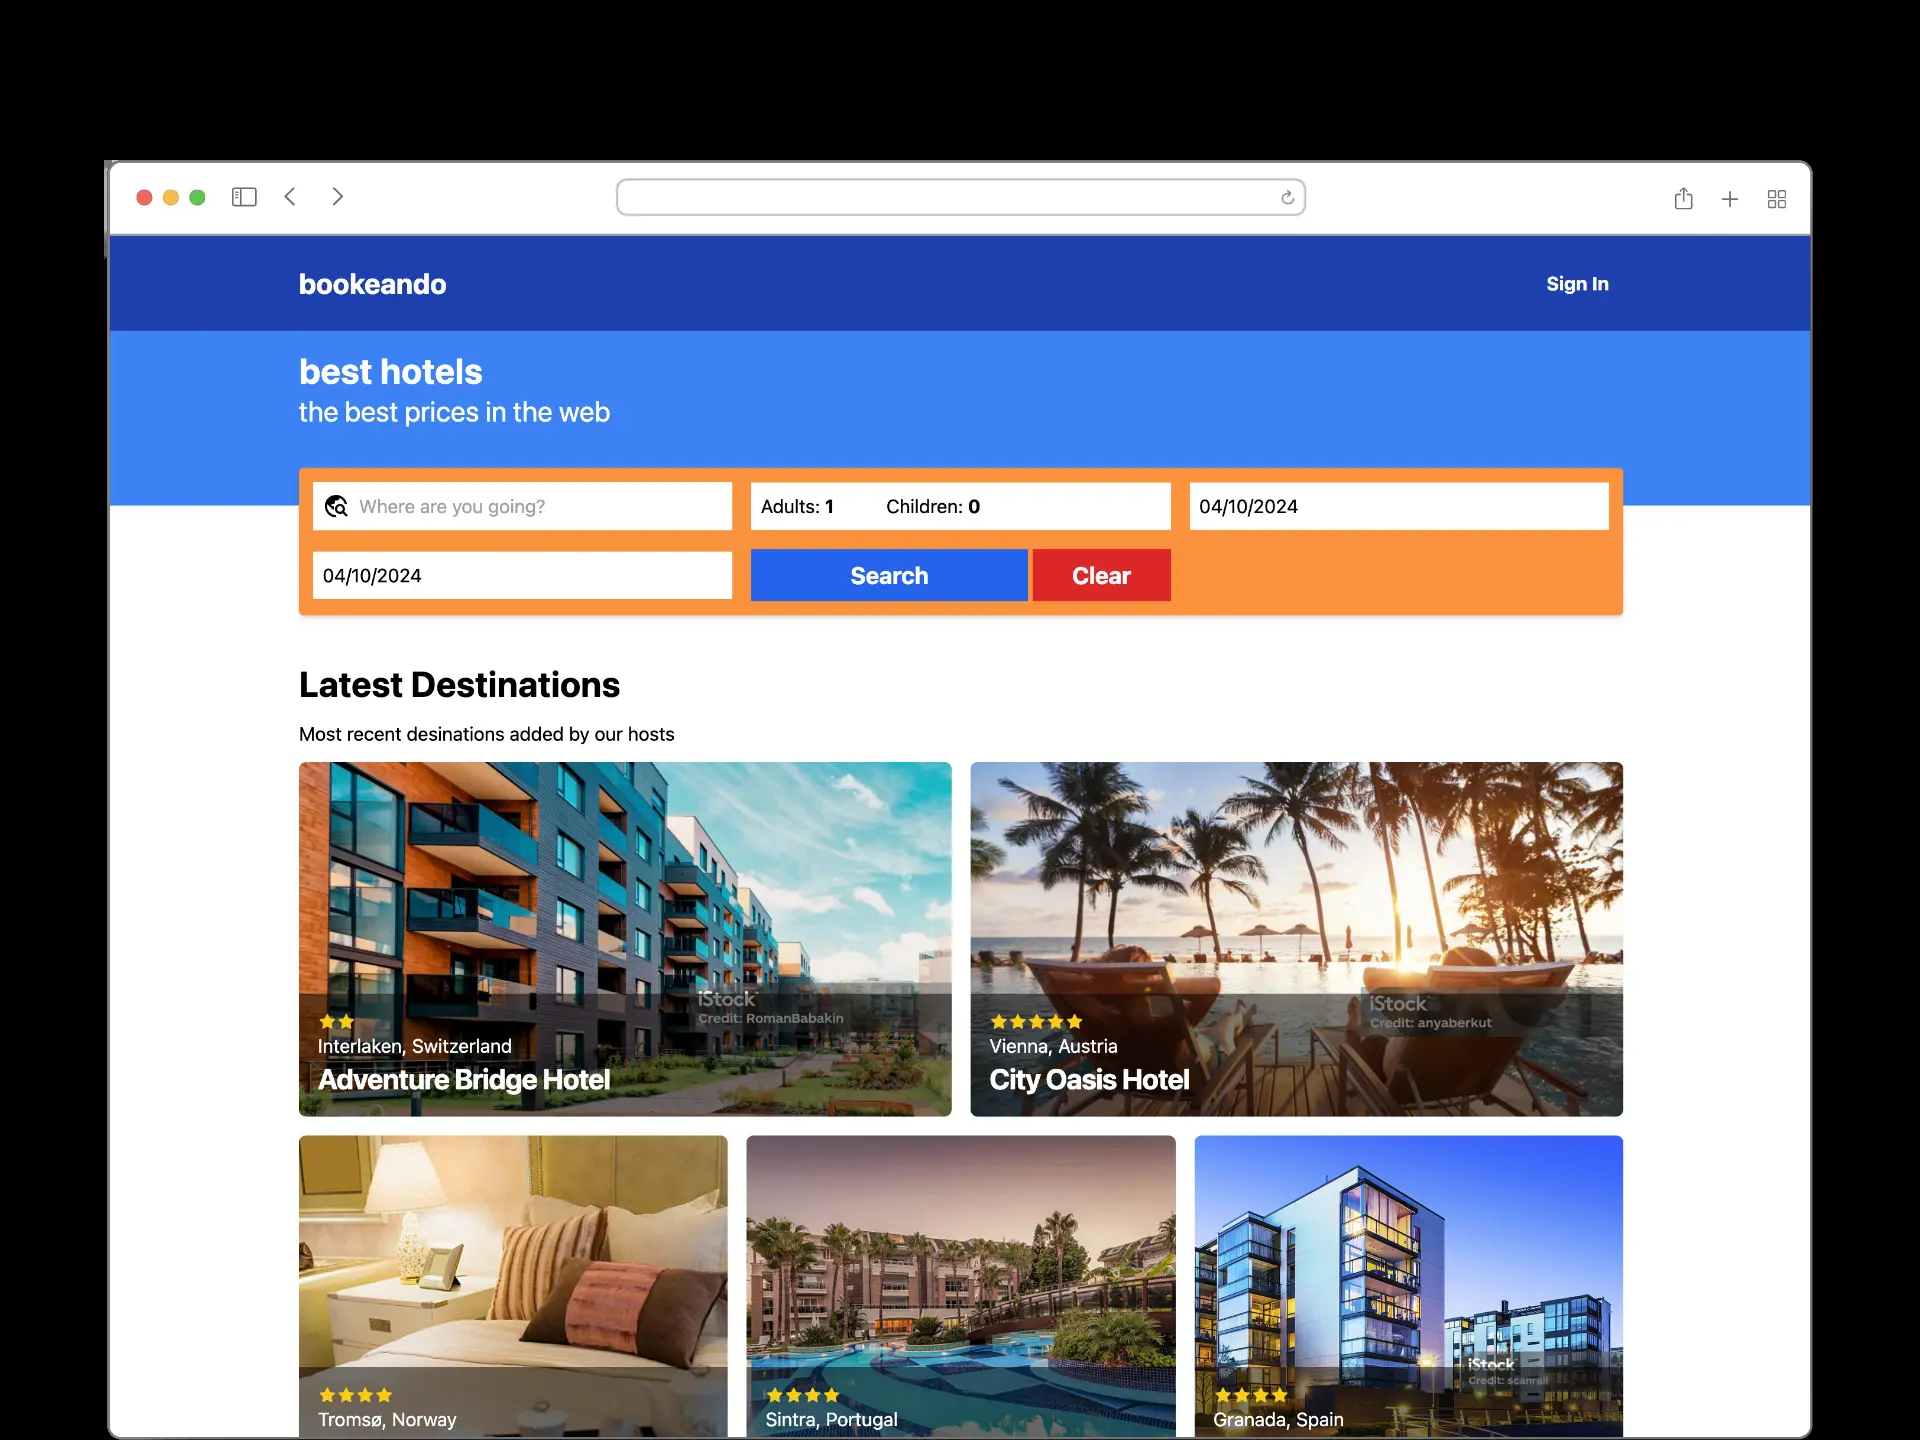 bookeando
Sign In
best hotels
the best prices in the web
Where are you going?
Adults: 1 Children: 0
04/10/2024
04/10/2024
Search
Clear
Latest Destinations
Most recent desinations added by our hosts
iStock
Credit: RomanBabakin
Interlaken, Switzerland
Adventure Bridge Hotel
iStock
Credit: anyaberkut
Vienna, Austria
City Oasis Hotel
Tromsø, Norway
Sintra, Portugal
iStock
Credit: scanrail
Granada, Spain